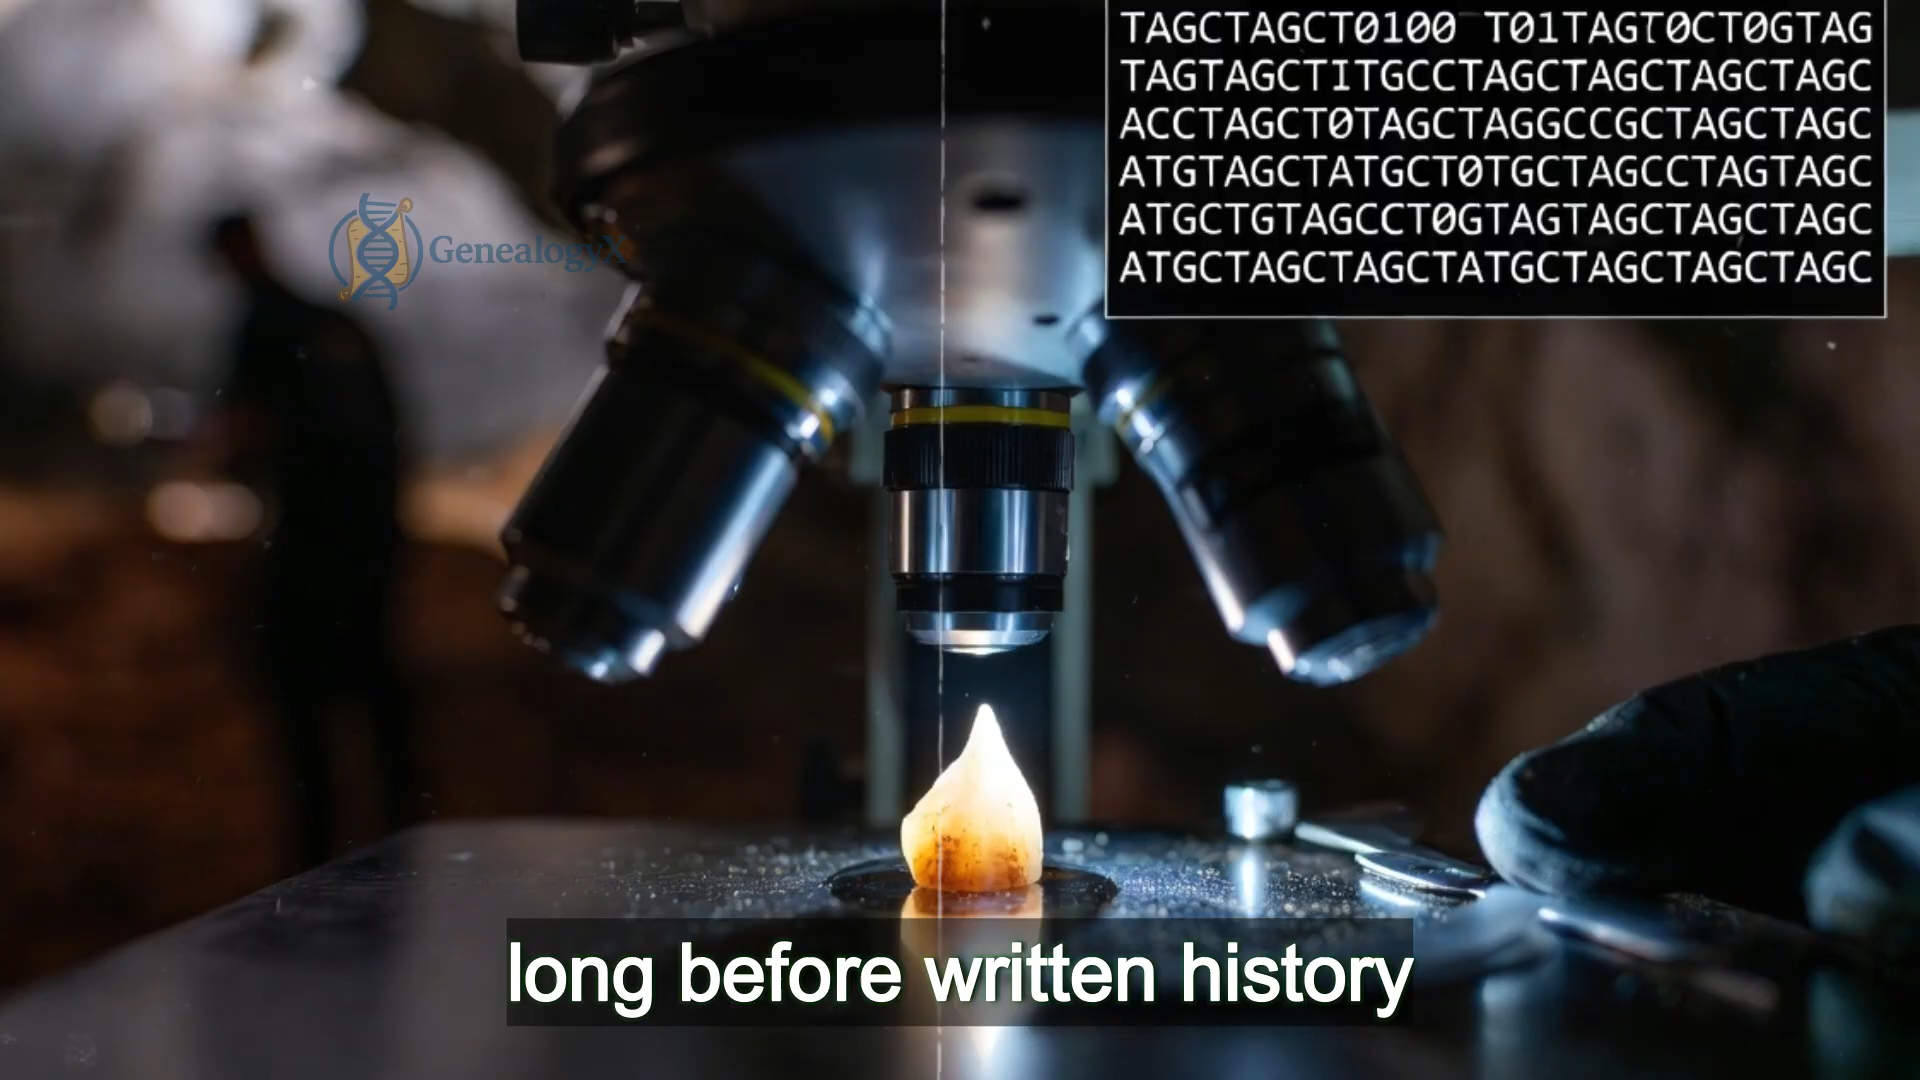 TAGCTAGCT0100 T01TAGT0CT0GTAG
TAGTAGCTITGCCTAGCTAGCTAGCTAGC
ACCTAGCT0TAGCTAGGCCGCTAGCTAGC
ATGTAGCTATGCT0TGCTAGCCTAGTAGC
ATGCTGTAGCCT0GTAGTAGCTAGCTAGC
ATGCTAGCTAGCTATGCTAGCTAGCTAGC
GenealogyX
long before written history